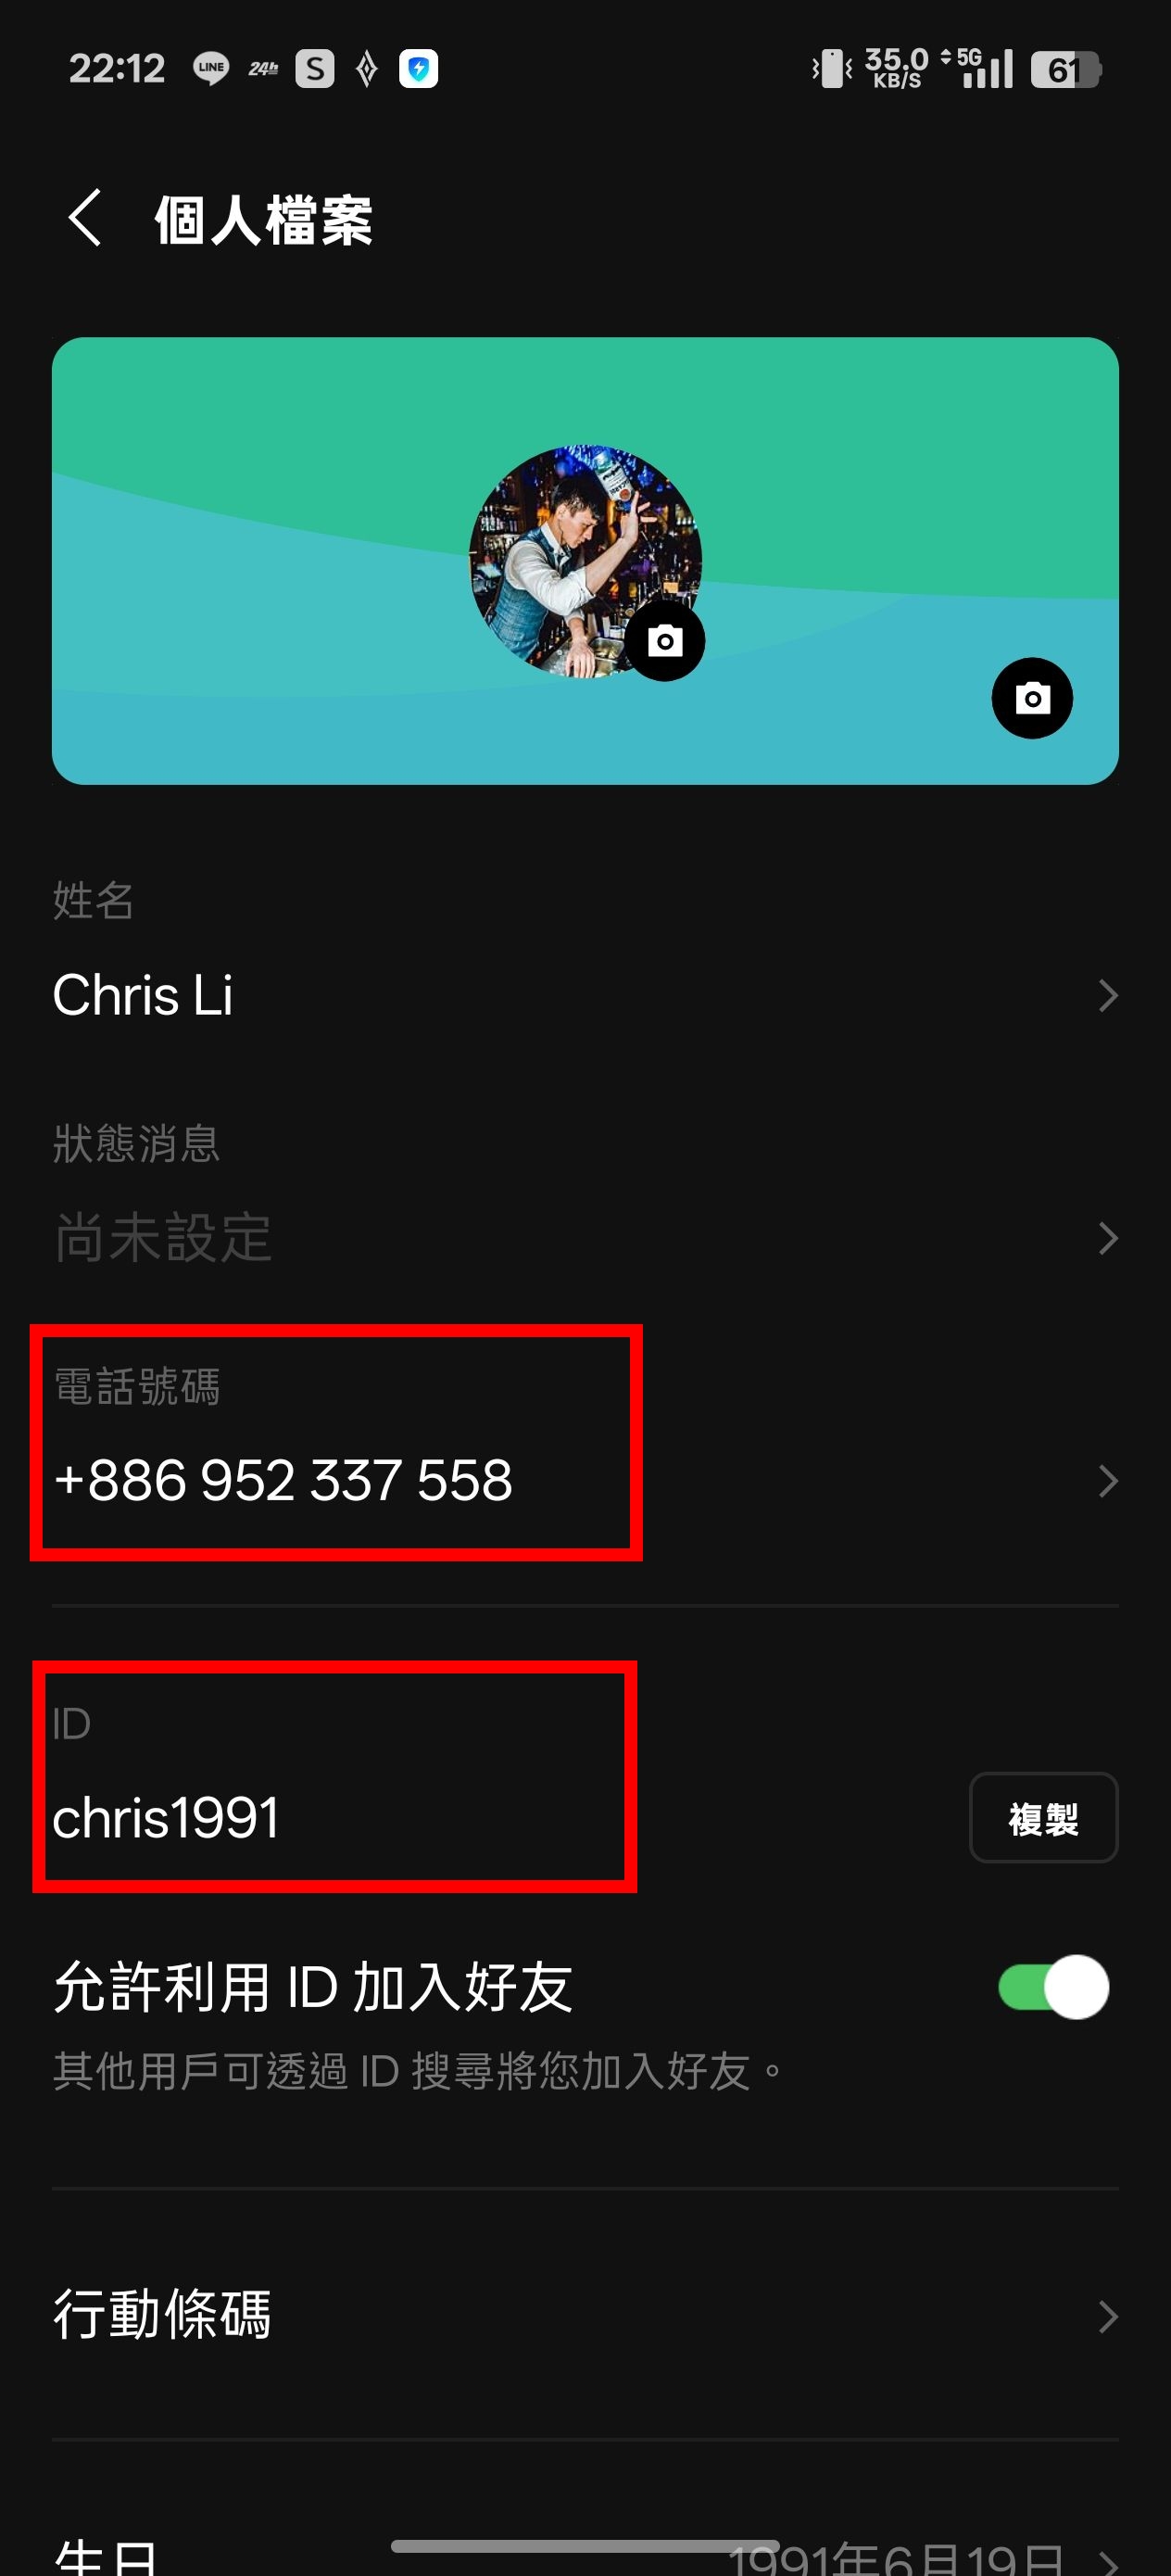 22:12 LINE 24h S 35.0 KB/S 5G 61
個人檔案
姓名
Chris Li
狀態消息
尚未設定
電話號碼
+886 952 337 558
ID
chris1991
複製
允許利用 ID 加入好友
其他用戶可透過 ID 搜尋將您加入好友。
行動條碼
生日 1991年6月19日